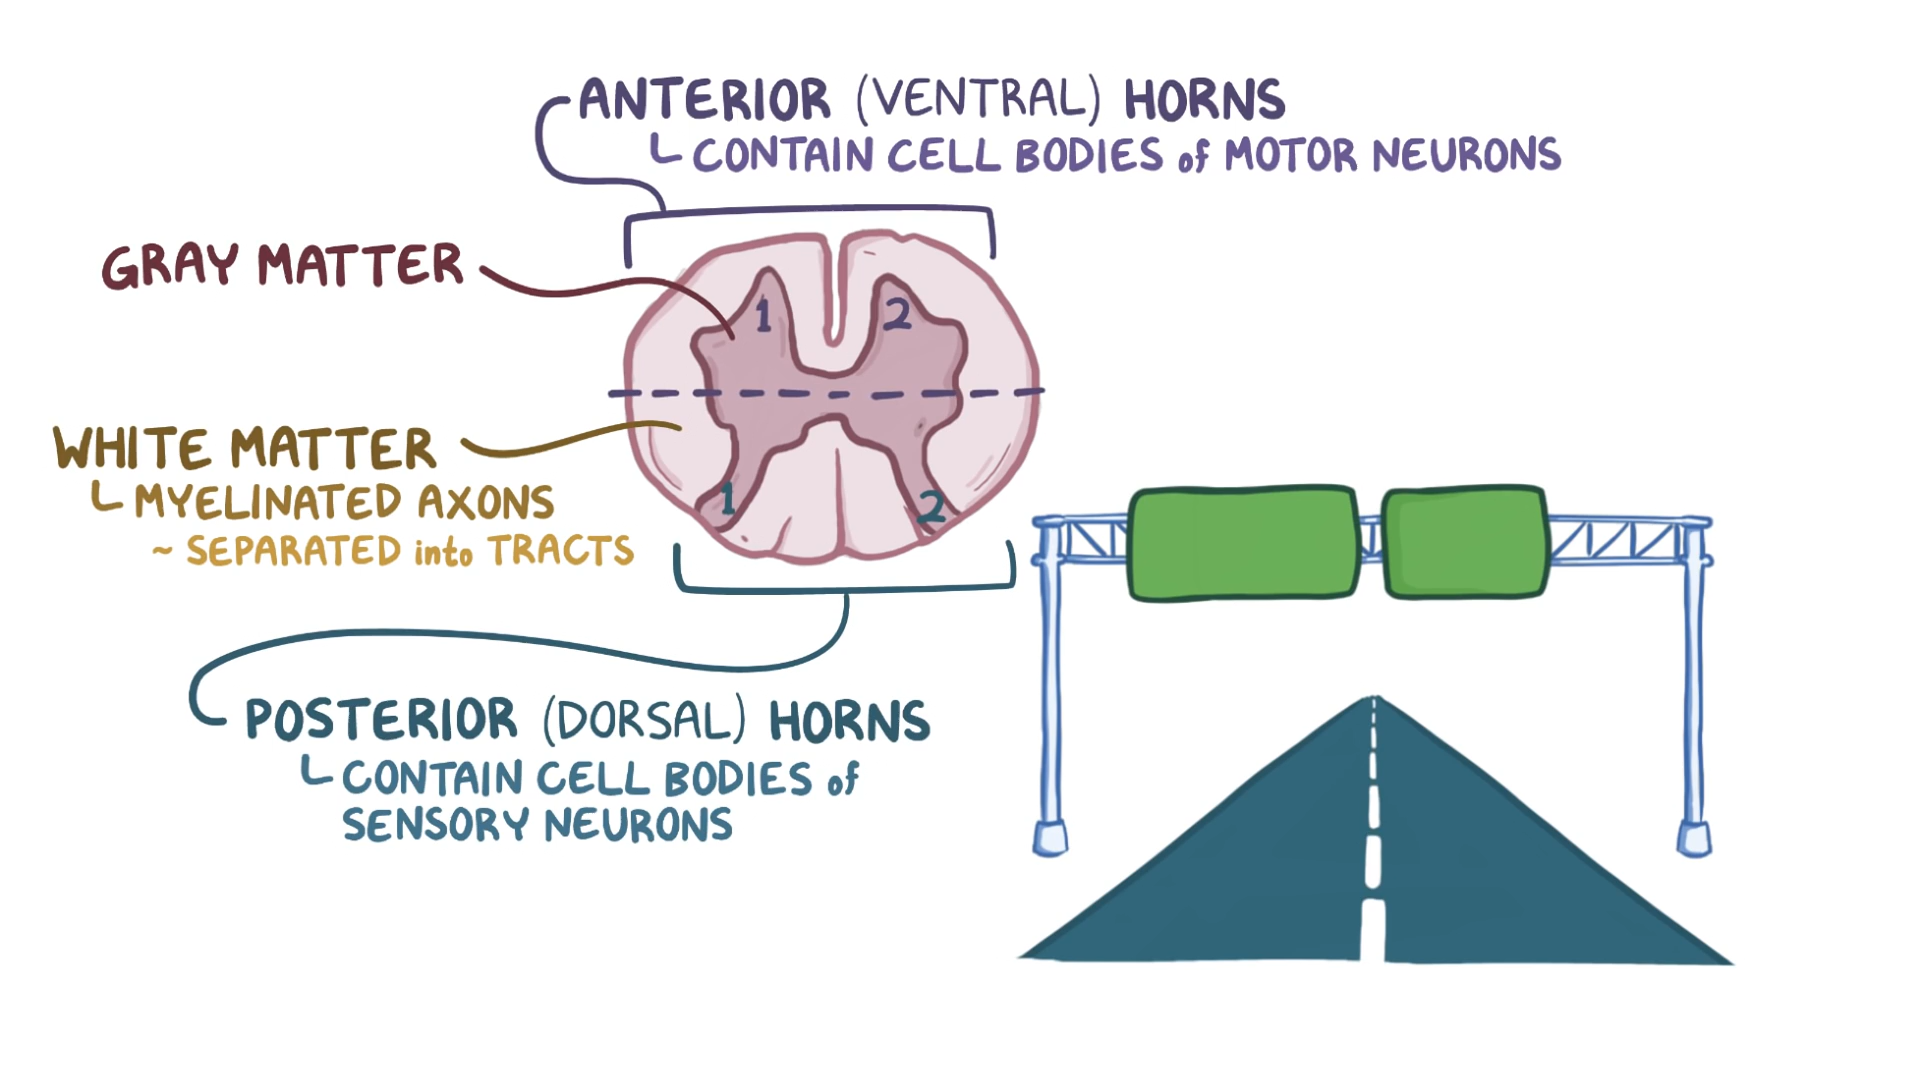 ANTERIOR (VENTRAL) HORNS
CONTAIN CELL BODIES of MOTOR NEURONS
GRAY MATTER
1 2
WHITE MATTER
MYELINATED AXONS
~ SEPARATED into TRACTS
1 2
POSTERIOR (DORSAL) HORNS
CONTAIN CELL BODIES of
SENSORY NEURONS